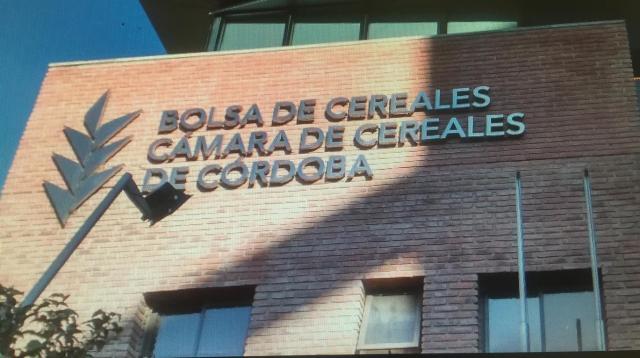 BOLSA DE CEREALES
CÁMARA DE CEREALES
DE CÓRDOBA